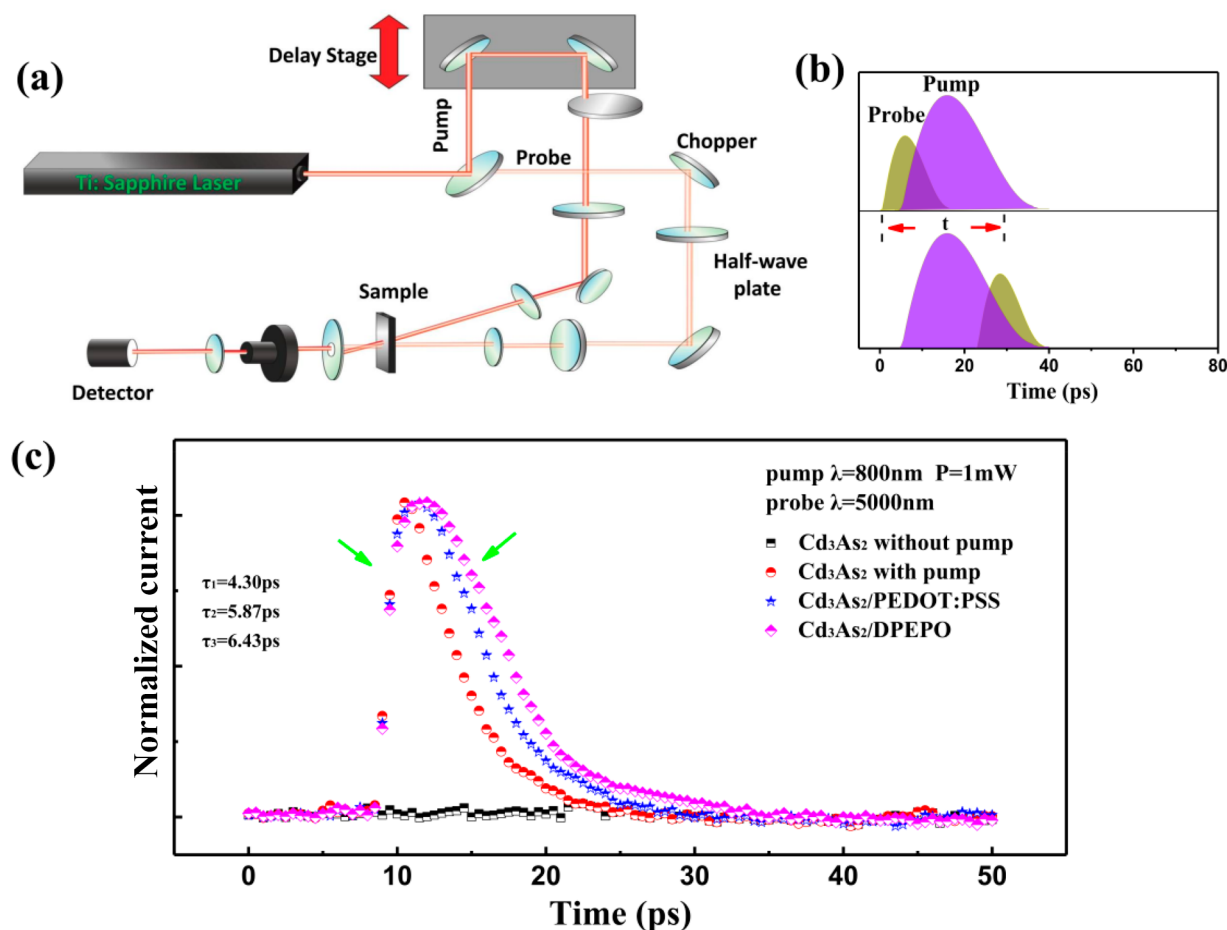 (a)
Delay Stage
Pump
Probe
Chopper
Ti: Sapphire Laser
Half-wave
plate
Sample
Detector
(b)
Pump
Probe
t
0 20 40 60 80
Time (ps)
(c)
pump λ=800nm P=1mW
probe λ=5000nm
Cd₃As₂ without pump
Cd₃As₂ with pump
Cd₃As₂/PEDOT:PSS
Cd₃As₂/DPEPO
τ₁=4.30ps
τ₂=5.87ps
τ₃=6.43ps
Normalized current
0 10 20 30 40 50
Time (ps)